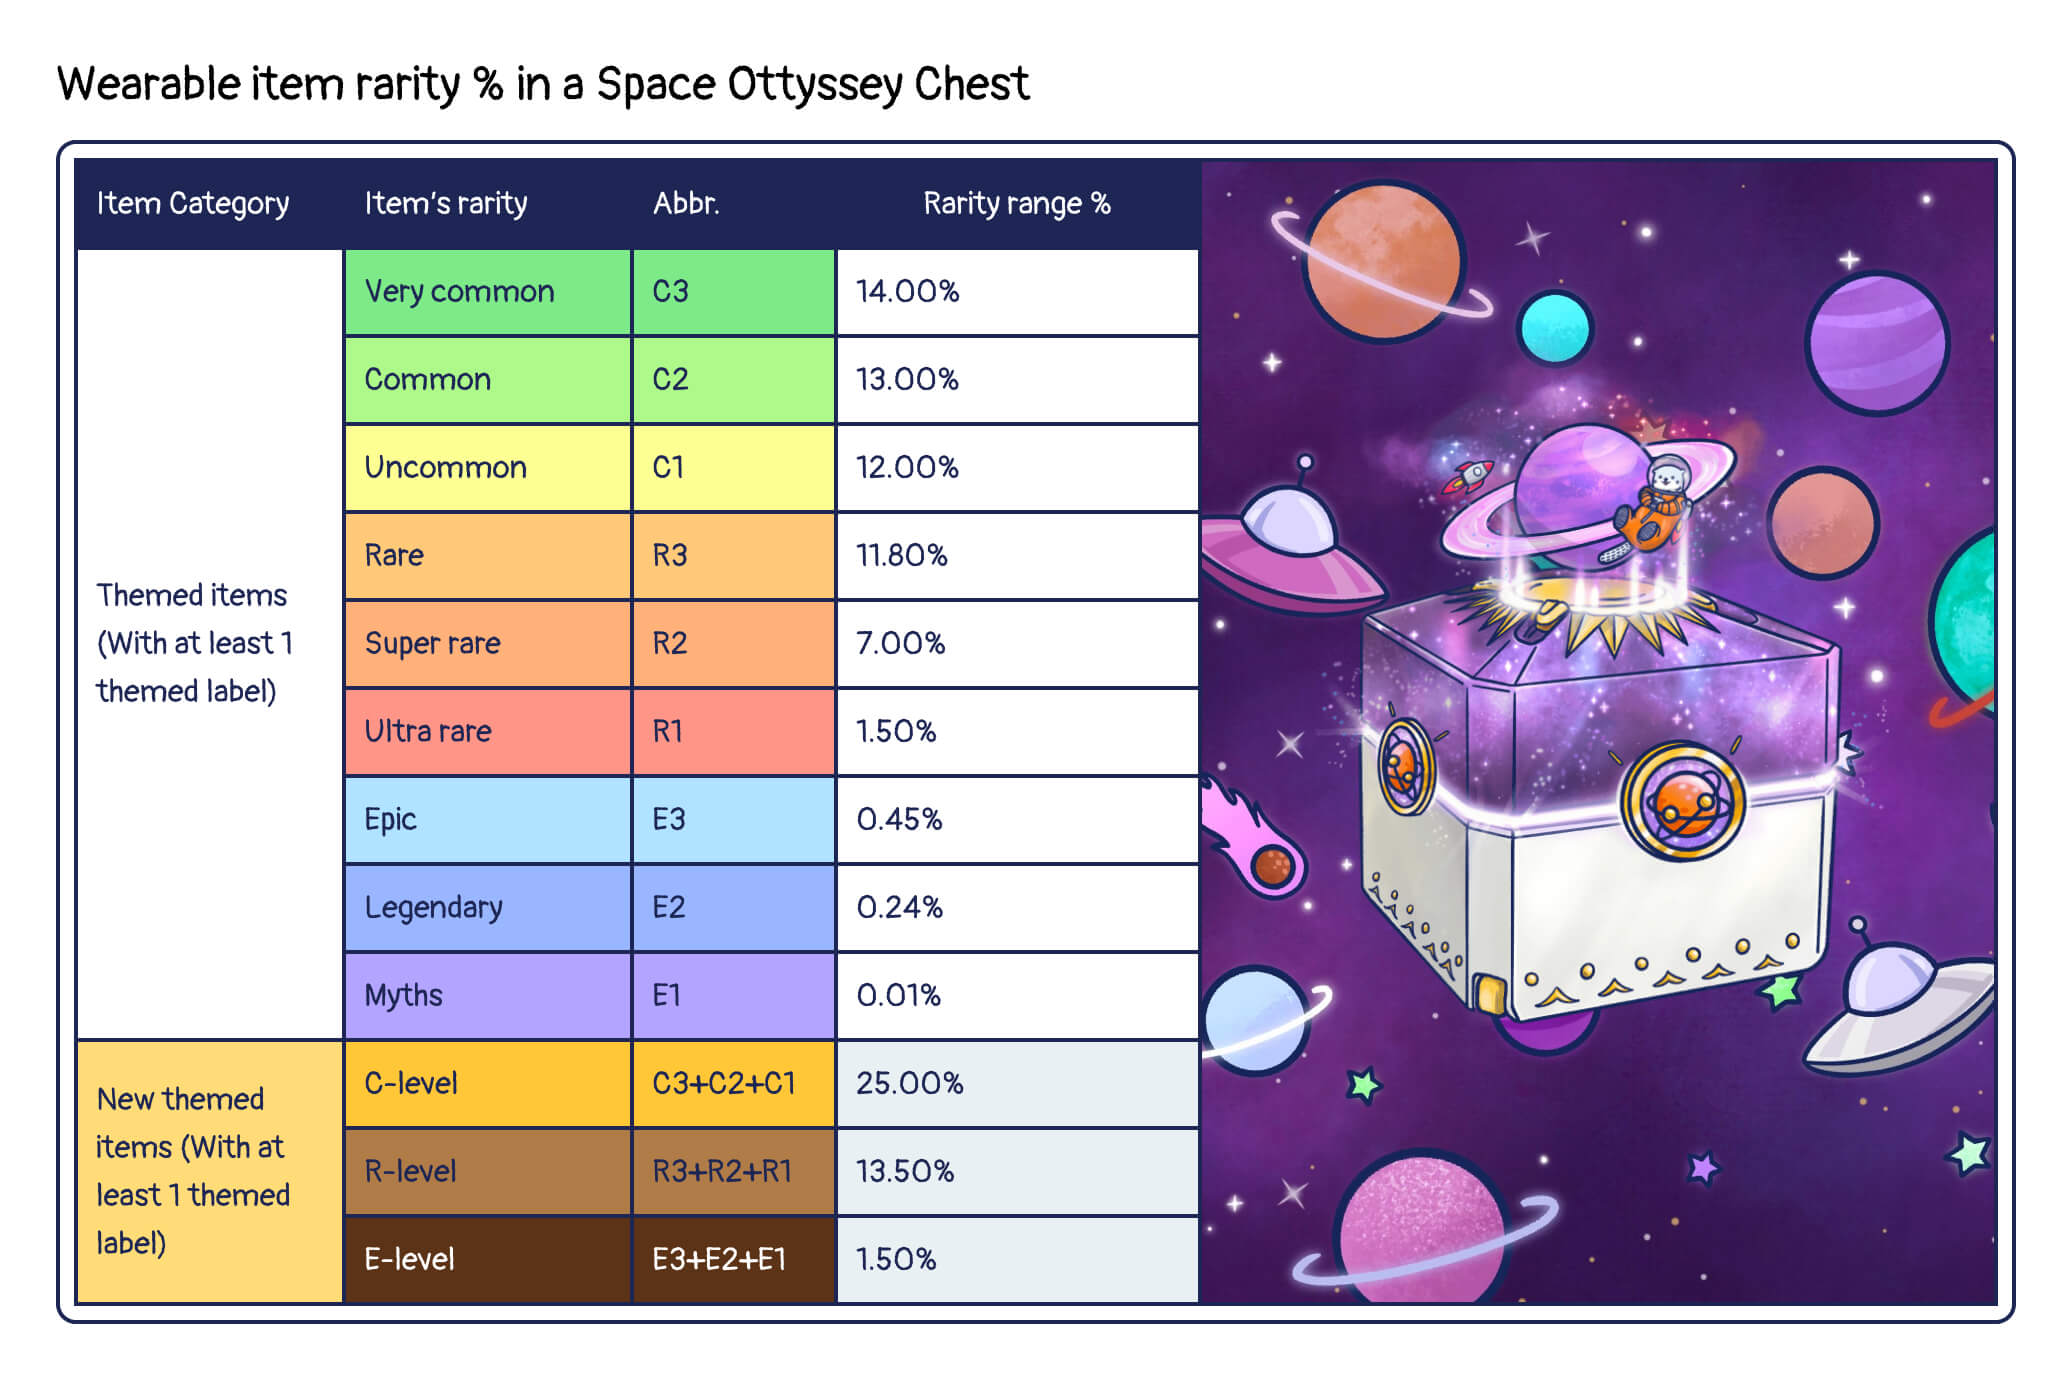 Wearable item rarity % in a Space Ottyssey Chest
Item Category Item's rarity Abbr. Rarity range %
Themed items
(With at least 1
themed label)
Very common C3 14.00%
Common C2 13.00%
Uncommon C1 12.00%
Rare R3 11.80%
Super rare R2 7.00%
Ultra rare R1 1.50%
Epic E3 0.45%
Legendary E2 0.24%
Myths E1 0.01%
New themed
items (With at
least 1 themed
label)
C-level C3+C2+C1 25.00%
R-level R3+R2+R1 13.50%
E-level E3+E2+E1 1.50%